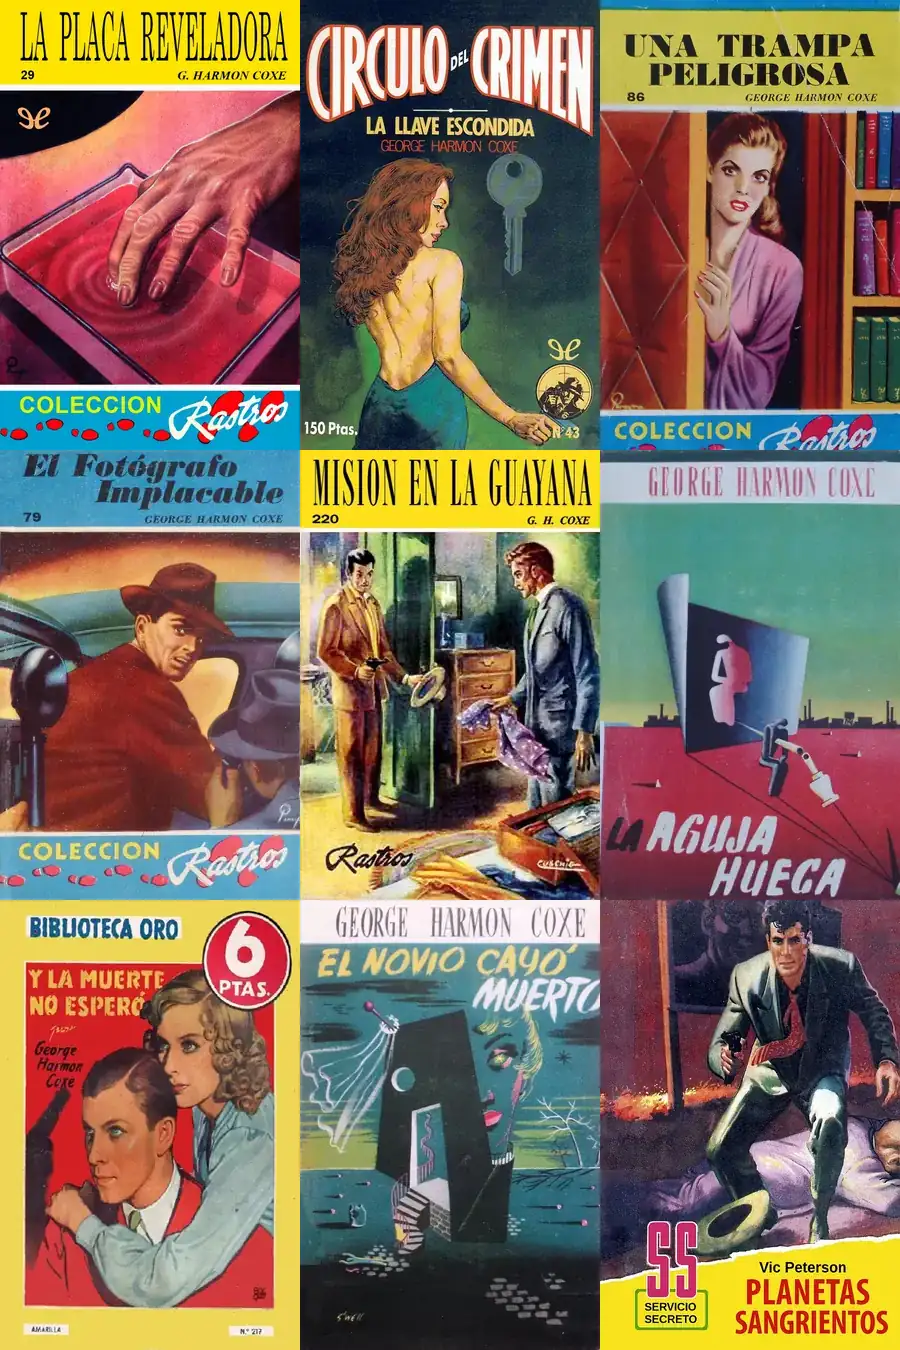 LA PLACA REVELADORA
29
G. HARMON COXE
COLECCION
Rastros
CIRCULO DEL CRIMEN
LA LLAVE ESCONDIDA
GEORGE HARMON COXE
150 Ptas.
Nº 43
UNA TRAMPA
PELIGROSA
86
GEORGE HARMON COXE
COLECCION
Rastros
El Fotógrafo
Implacable
79
GEORGE HARMON COXE
COLECCION
Rastros
MISION EN LA GUAYANA
220
G. H. COXE
Rastros
EUGENIO
GEORGE HARMON COXE
LA AGUJA
HUECA
BIBLIOTECA ORO
6
PTAS.
Y LA MUERTE
NO ESPERÓ
por
George
Harmon
Coxe
AMARILLA
N.º 217
GEORGE HARMON COXE
EL NOVIO CAYÓ
MUERTO
SS
SERVICIO
SECRETO
Vic Peterson
PLANETAS
SANGRIENTOS